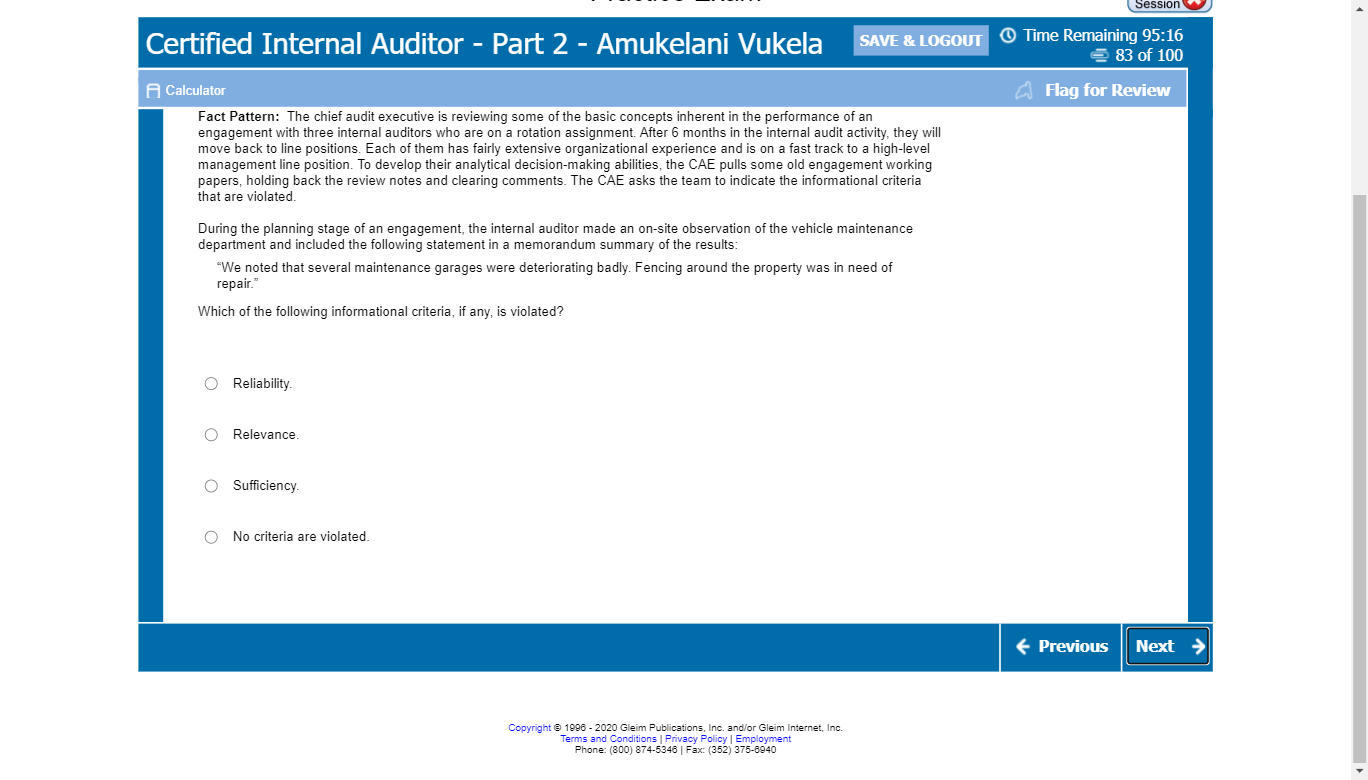 Practice Exam
Session
Certified Internal Auditor - Part 2 - Amukelani Vukela
SAVE & LOGOUT
Time Remaining 95:16
83 of 100
Calculator
Flag for Review
Fact Pattern: The chief audit executive is reviewing some of the basic concepts inherent in the performance of an
engagement with three internal auditors who are on a rotation assignment. After 6 months in the internal audit activity, they will
move back to line positions. Each of them has fairly extensive organizational experience and is on a fast track to a high-level
management line position. To develop their analytical decision-making abilities, the CAE pulls some old engagement working
papers, holding back the review notes and clearing comments. The CAE asks the team to indicate the informational criteria
that are violated.
During the planning stage of an engagement, the internal auditor made an on-site observation of the vehicle maintenance
department and included the following statement in a memorandum summary of the results:
“We noted that several maintenance garages were deteriorating badly. Fencing around the property was in need of
repair.”
Which of the following informational criteria, if any, is violated?
Reliability.
Relevance.
Sufficiency.
No criteria are violated.
Previous
Next
Copyright © 1996 - 2020 Gleim Publications, Inc. and/or Gleim Internet, Inc.
Terms and Conditions | Privacy Policy | Employment
Phone: (800) 874-5346 | Fax: (352) 375-6940